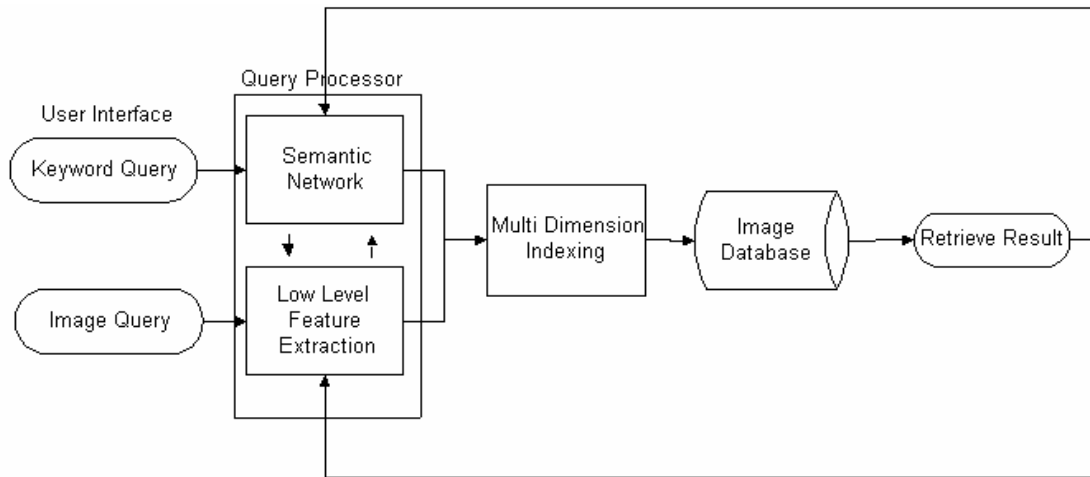 Query Processor
User Interface
Keyword Query
Semantic
Network
Multi Dimension
Indexing
Image
Database
Retrieve Result
Image Query
Low Level
Feature
Extraction